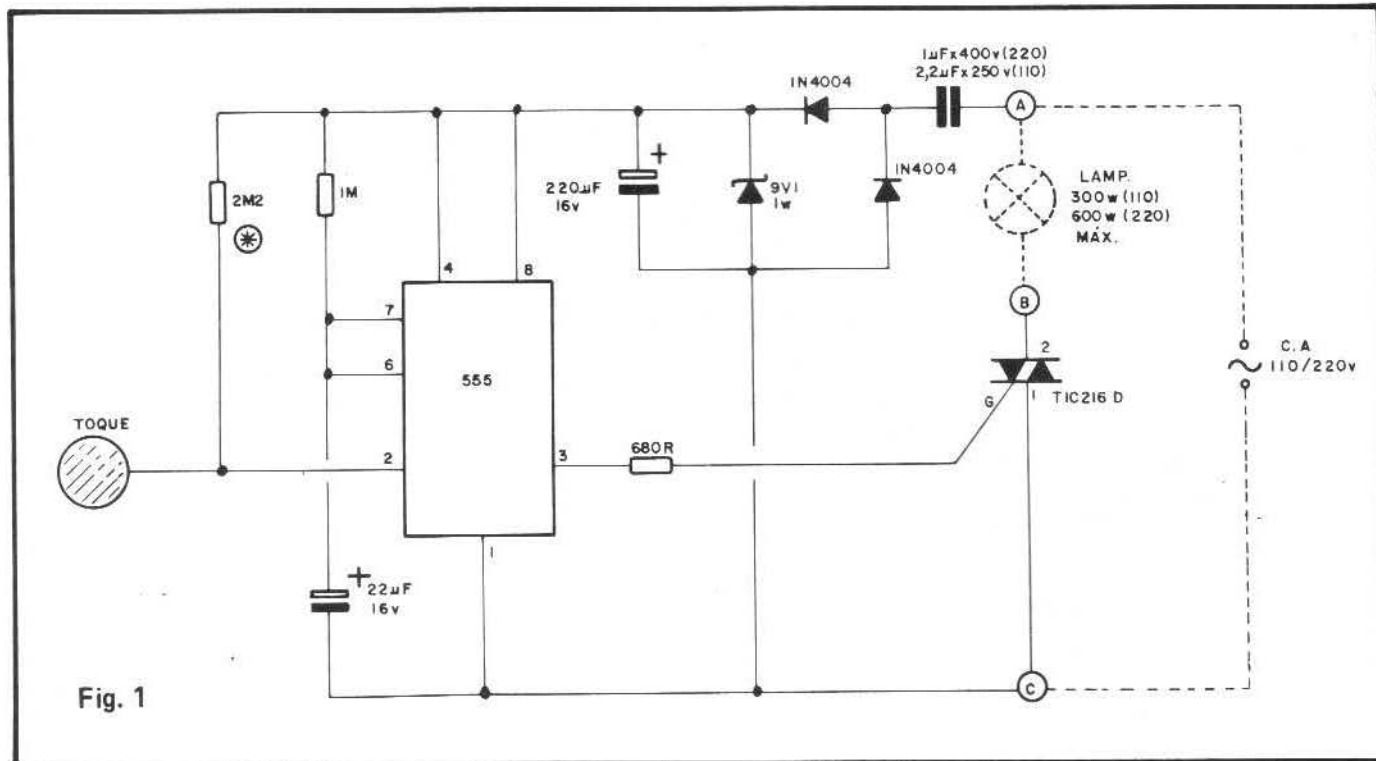 1µFx400v(220)
2,2µFx250v(110)
1N4004
A
2M2
1M
+
220µF
16v
9V1
1w
1N4004
LAMP.
300w(110)
600w(220)
MÁX.
4
8
B
7
2
C.A
110/220v
6
555
1
TIC216D
G
TOQUE
680R
2
3
1
+
22µF
16v
C
Fig. 1